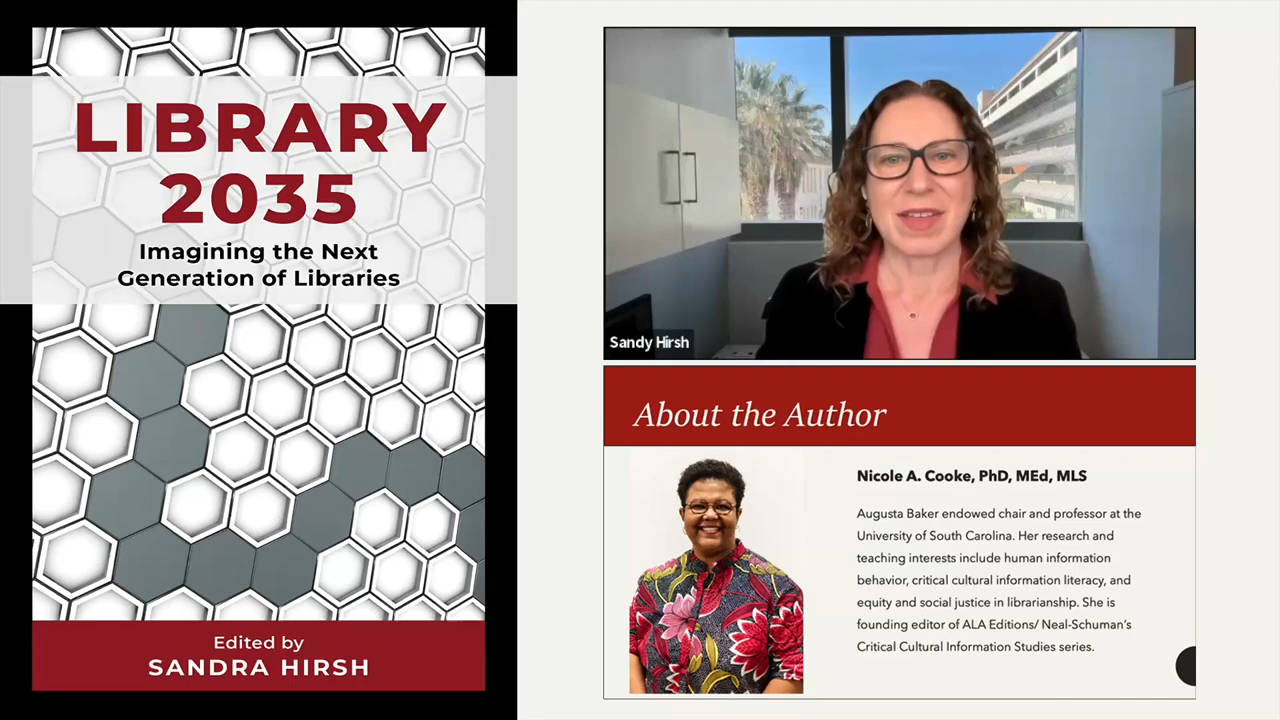 LIBRARY
2035
Imagining the Next
Generation of Libraries
Edited by
SANDRA HIRSH
Sandy Hirsh
About the Author
Nicole A. Cooke, PhD, MEd, MLS
Augusta Baker endowed chair and professor at the
University of South Carolina. Her research and
teaching interests include human information
behavior, critical cultural information literacy, and
equity and social justice in librarianship. She is
founding editor of ALA Editions/ Neal-Schuman’s
Critical Cultural Information Studies series.